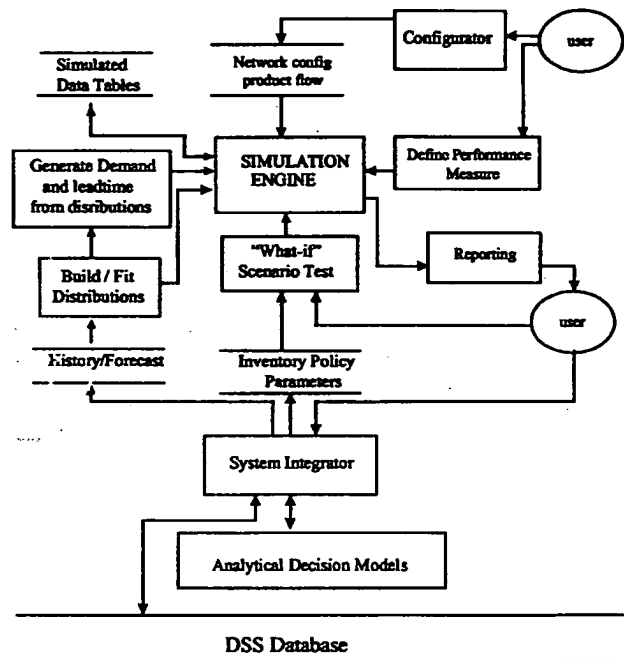 Configurator
user
Simulated
Data Tables
Network config
product flow
Generate Demand
and leadtime
from disributions
SIMULATION
ENGINE
Define Performance
Measure
"What-if"
Scenario Test
Reporting
Build / Fit
Distributions
user
History/Forecast
Inventory Policy
Parameters
System Integrator
Analytical Decision Models
DSS Database